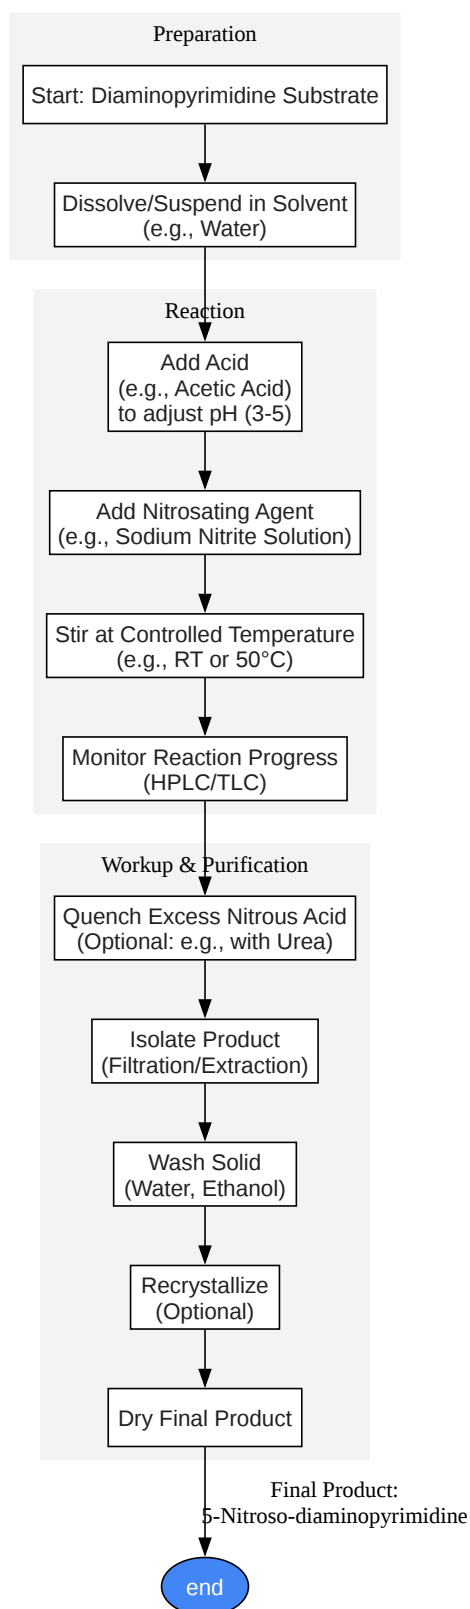 Preparation
Start: Diaminopyrimidine Substrate
Dissolve/Suspend in Solvent
(e.g., Water)
Reaction
Add Acid
(e.g., Acetic Acid)
to adjust pH (3-5)
Add Nitrosating Agent
(e.g., Sodium Nitrite Solution)
Stir at Controlled Temperature
(e.g., RT or 50°C)
Monitor Reaction Progress
(HPLC/TLC)
Workup & Purification
Quench Excess Nitrous Acid
(Optional: e.g., with Urea)
Isolate Product
(Filtration/Extraction)
Wash Solid
(Water, Ethanol)
Recrystallize
(Optional)
Dry Final Product
Final Product:
5-Nitroso-diaminopyrimidine
end